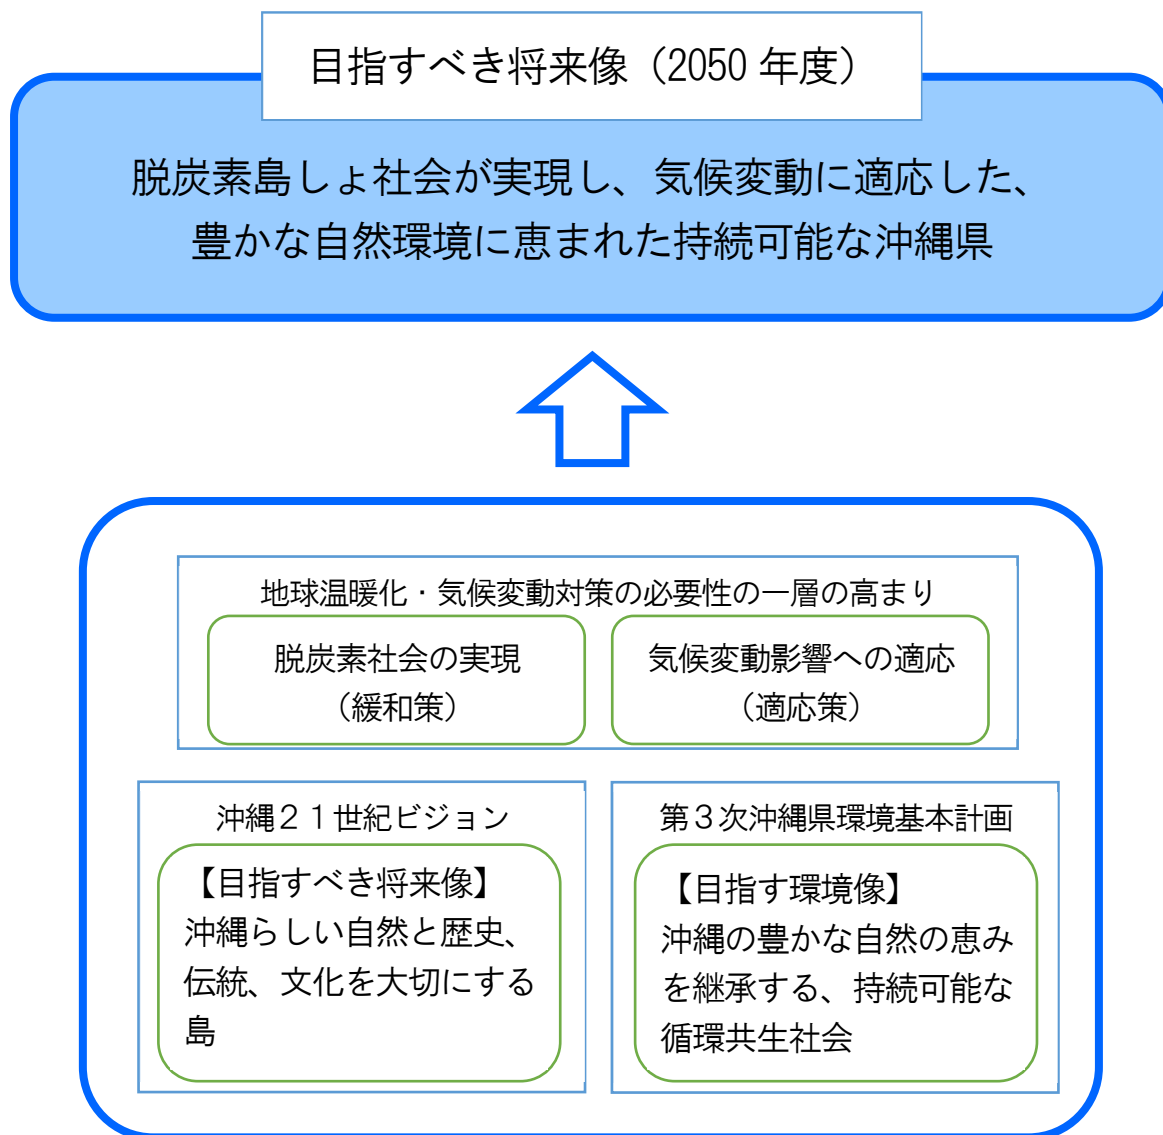 目指すべき将来像（2050 年度）
脱炭素島しょ社会が実現し、気候変動に適応した、
豊かな自然環境に恵まれた持続可能な沖縄県
地球温暖化・気候変動対策の必要性の一層の高まり
脱炭素社会の実現
（緩和策）
気候変動影響への適応
（適応策）
沖縄２１世紀ビジョン
【目指すべき将来像】
沖縄らしい自然と歴史、
伝統、文化を大切にする
島
第３次沖縄県環境基本計画
【目指す環境像】
沖縄の豊かな自然の恵み
を継承する、持続可能な
循環共生社会